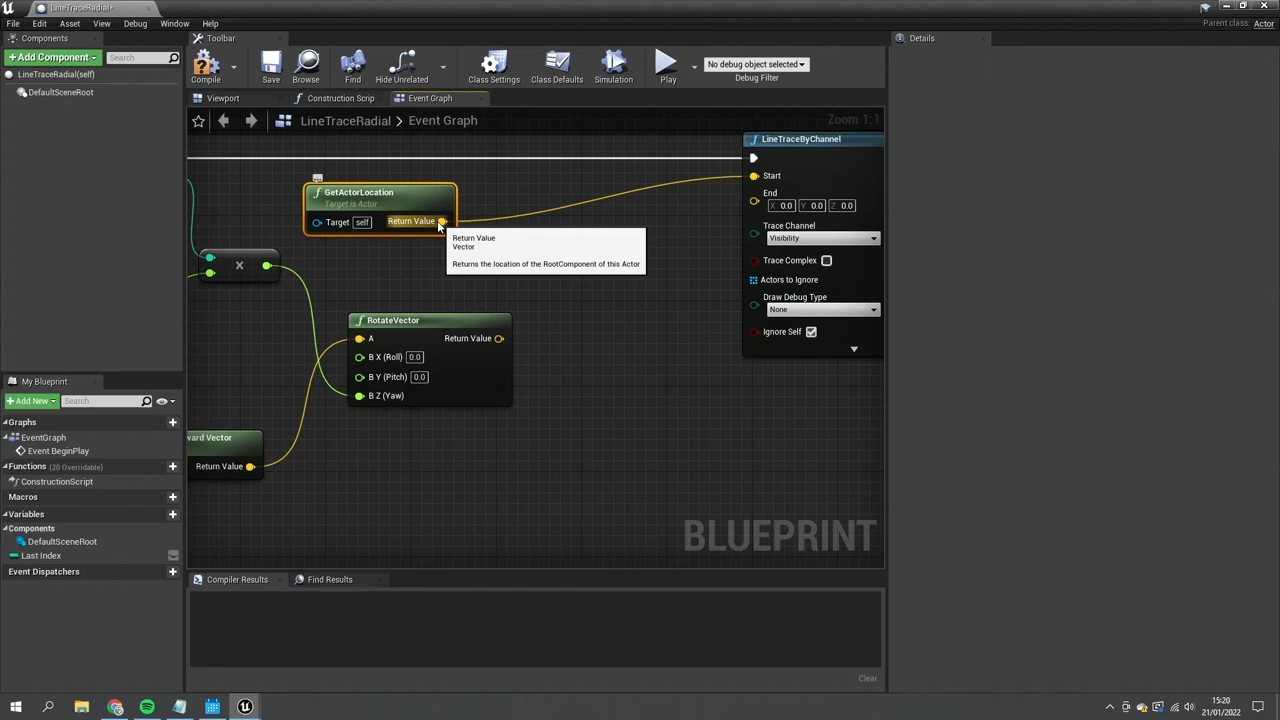 LineTraceRadial*
File Edit Asset View Debug Window Help
Parent class: Actor
Components
+Add Component
Search
LineTraceRadial(self)
DefaultSceneRoot
Toolbar
Compile
Save
Browse
Find
Hide Unrelated
Class Settings
Class Defaults
Simulation
Play
No debug object selected
Debug Filter
Details
Viewport
Construction Scrip
Event Graph
LineTraceRadial > Event Graph
Zoom 1:1
GetActorLocation
Target is Actor
Target self
Return Value
Return Value
Vector
Returns the location of the RootComponent of this Actor
RotateVector
A
Return Value
B X (Roll) 0.0
B Y (Pitch) 0.0
B Z (Yaw)
ward Vector
Return Value
LineTraceByChannel
Start
End
X 0.0 Y 0.0 Z 0.0
Trace Channel
Visibility
Trace Complex
Actors to Ignore
Draw Debug Type
None
Ignore Self
BLUEPRINT
My Blueprint
+Add New
Search
Graphs
EventGraph
Event BeginPlay
Functions (20 Overridable)
ConstructionScript
Macros
Variables
Components
DefaultSceneRoot
Last Index
Event Dispatchers
Compiler Results
Find Results
Clear
15:20
21/01/2022